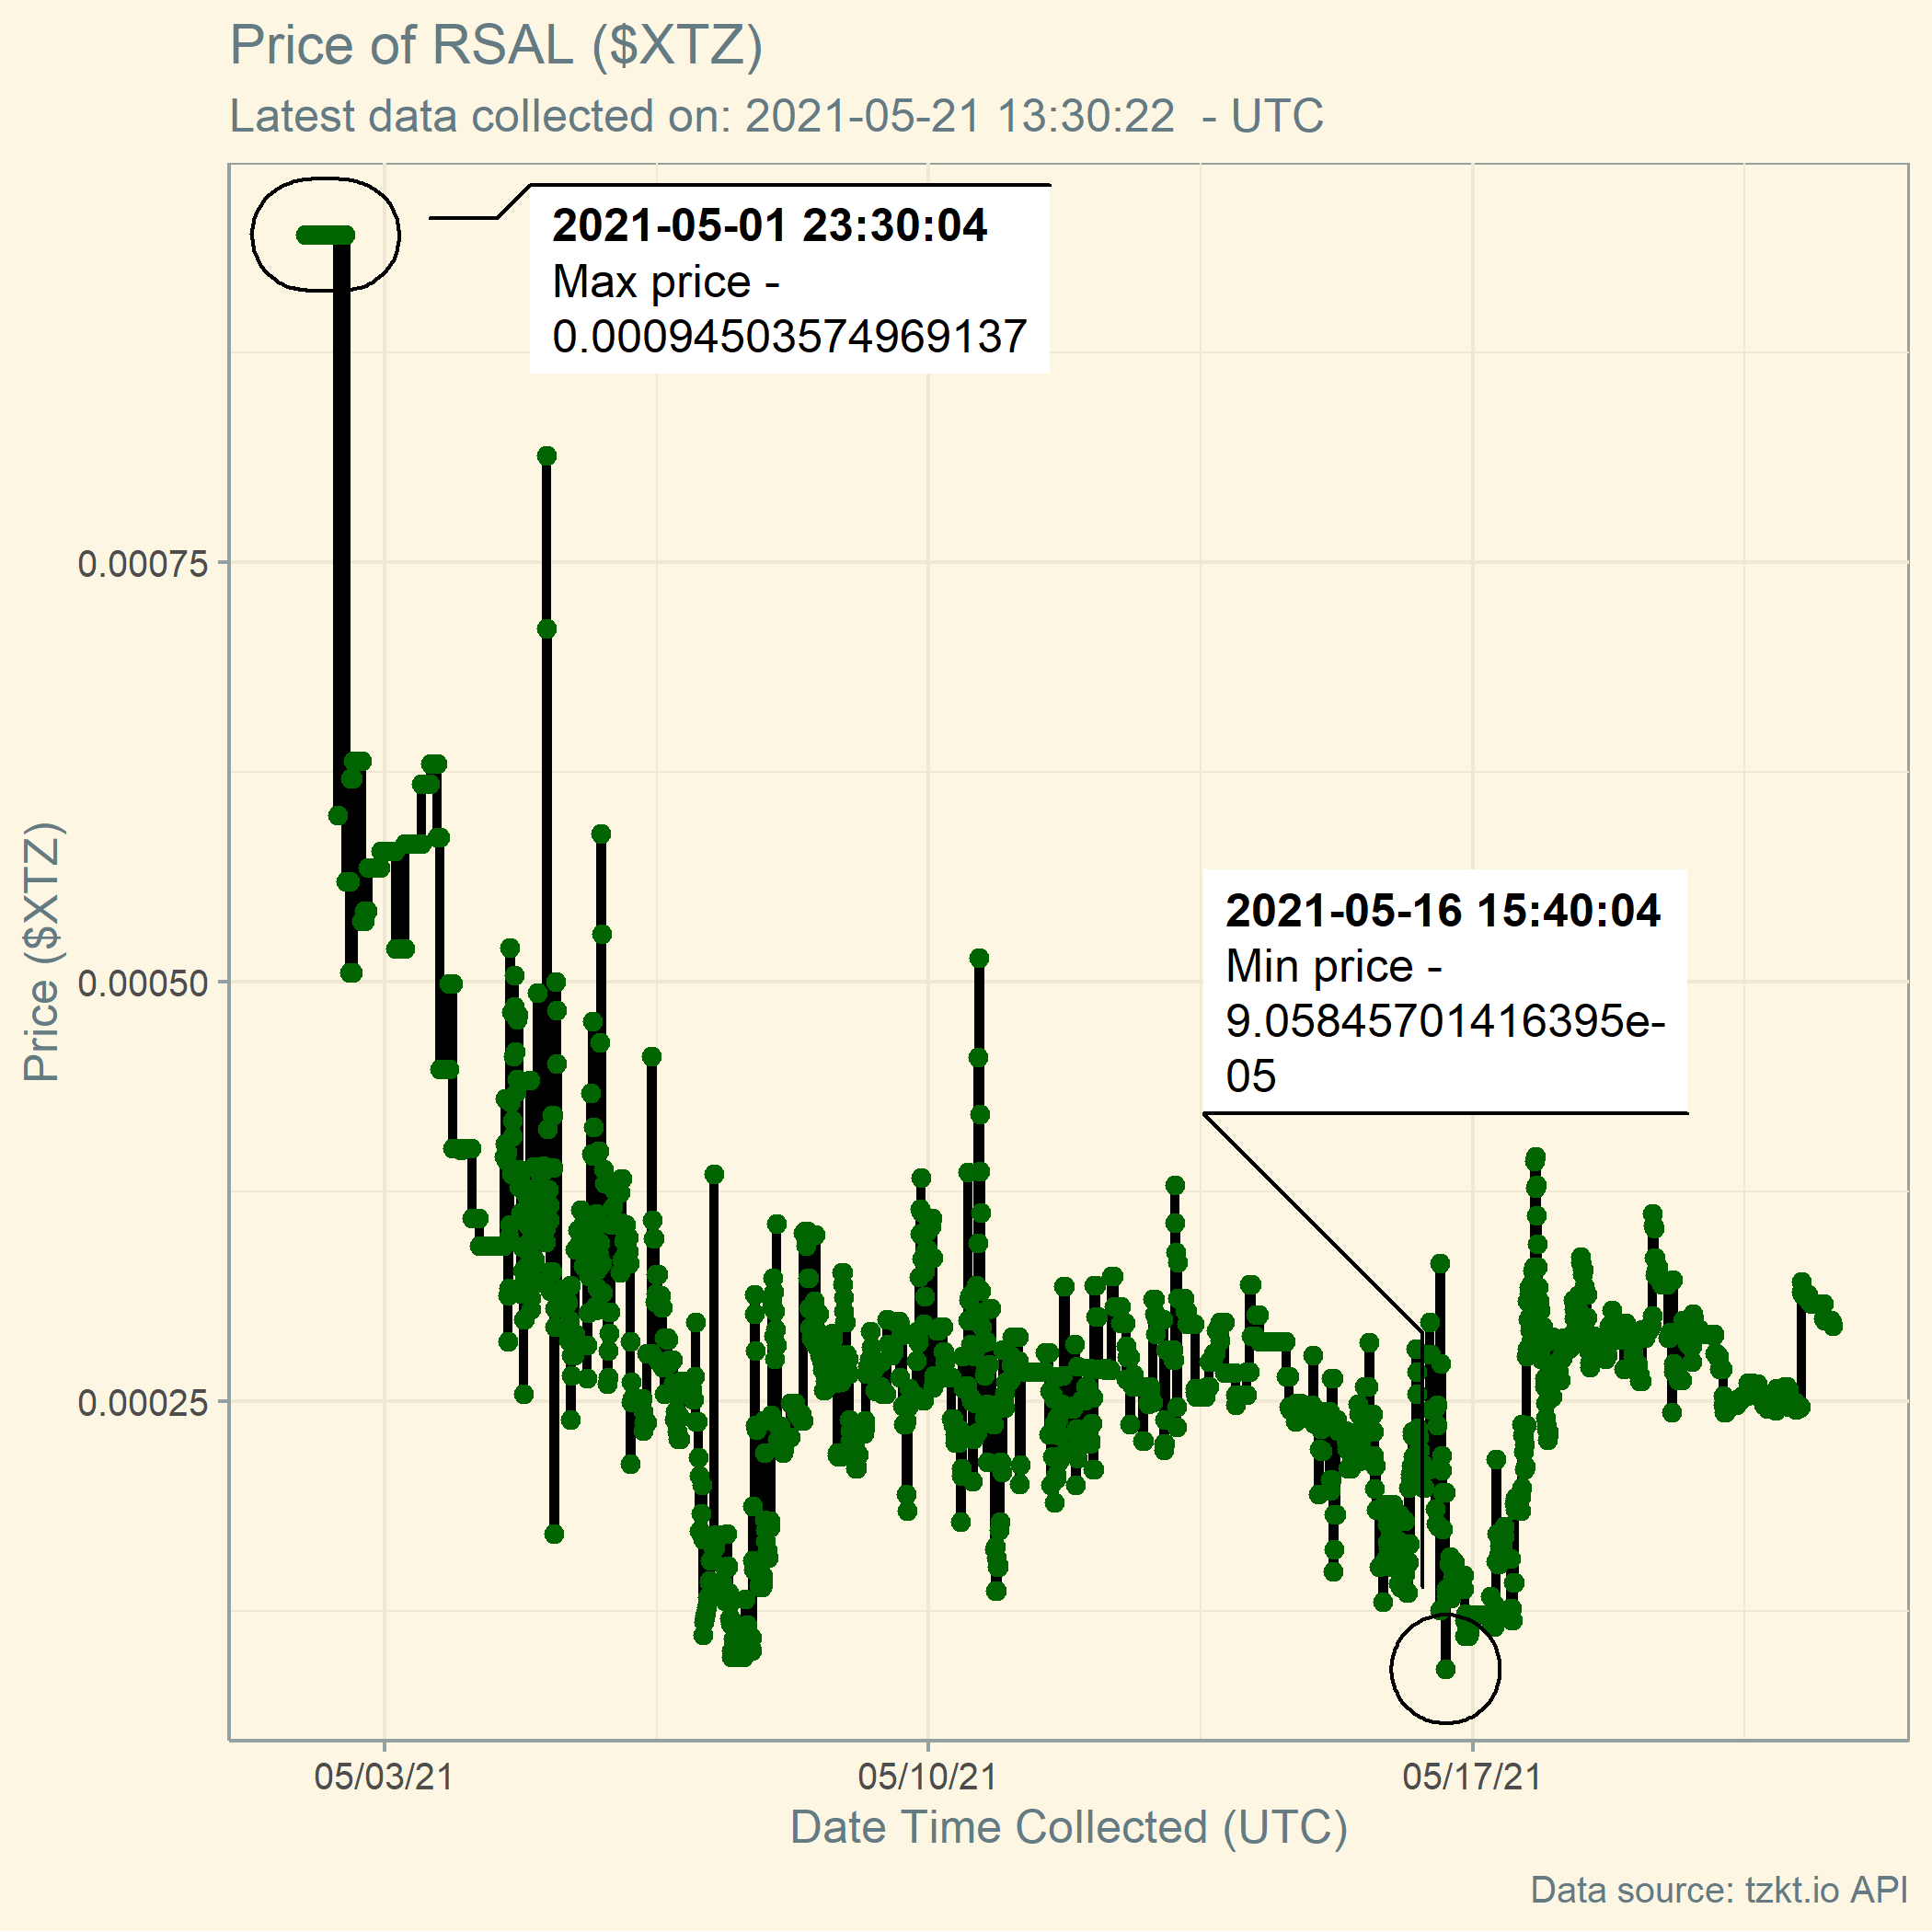 Price of RSAL ($XTZ)
Latest data collected on: 2021-05-21 13:30:22  - UTC
2021-05-01 23:30:04
Max price -
0.00094503574969137
0.00075
2021-05-16 15:40:04
Min price -
9.05845701416395e-
05
0.00050
0.00025
Price ($XTZ)
05/03/21
05/10/21
05/17/21
Date Time Collected (UTC)
Data source: tzkt.io API